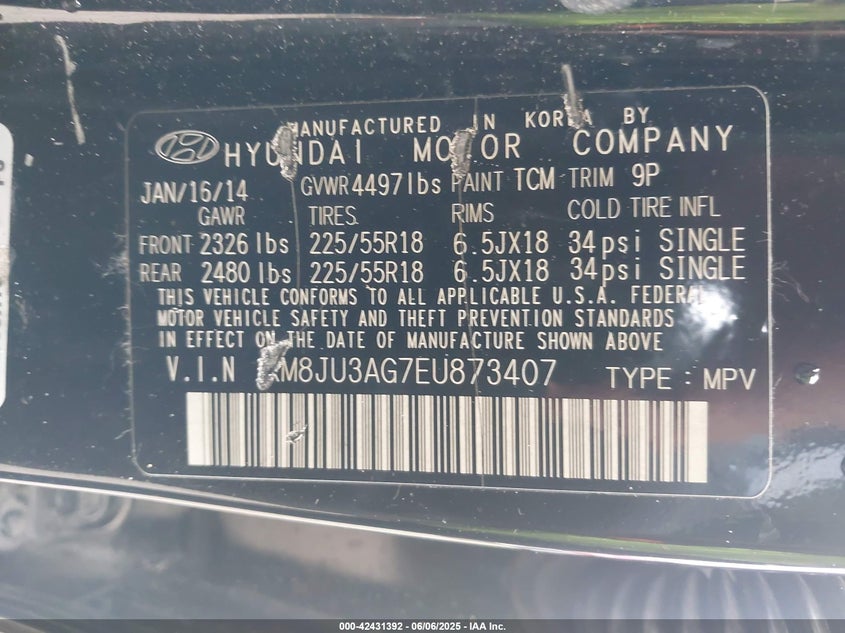 MANUFACTURED IN KOREA BY
HYUNDAI MOTOR COMPANY
JAN/16/14 GVWR 4497lbs PAINT TCM TRIM 9P
GAWR TIRES RIMS COLD TIRE INFL
FRONT 2326 lbs 225/55R18 6.5JX18 34psi SINGLE
REAR 2480 lbs 225/55R18 6.5JX18 34psi SINGLE
THIS VEHICLE CONFORMS TO ALL APPLICABLE U.S.A. FEDERAL
MOTOR VEHICLE SAFETY AND THEFT PREVENTION STANDARDS
IN EFFECT ON THE DATE OF MANUFACTURE SHOWN ABOVE
V.I.N M8JU3AG7EU873407 TYPE : MPV
000-42431392 - 06/06/2025 - IAA Inc.